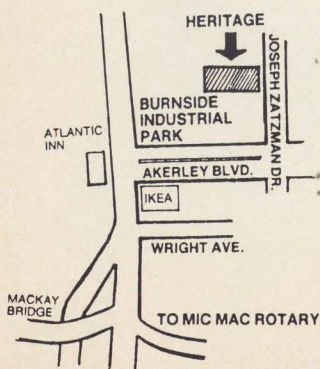 HERITAGE
JOSEPH ZATZMAN DR.
BURNSIDE
INDUSTRIAL
PARK
ATLANTIC
INN
AKERLEY BLVD.
IKEA
WRIGHT AVE.
MACKAY
BRIDGE
TO MIC MAC ROTARY